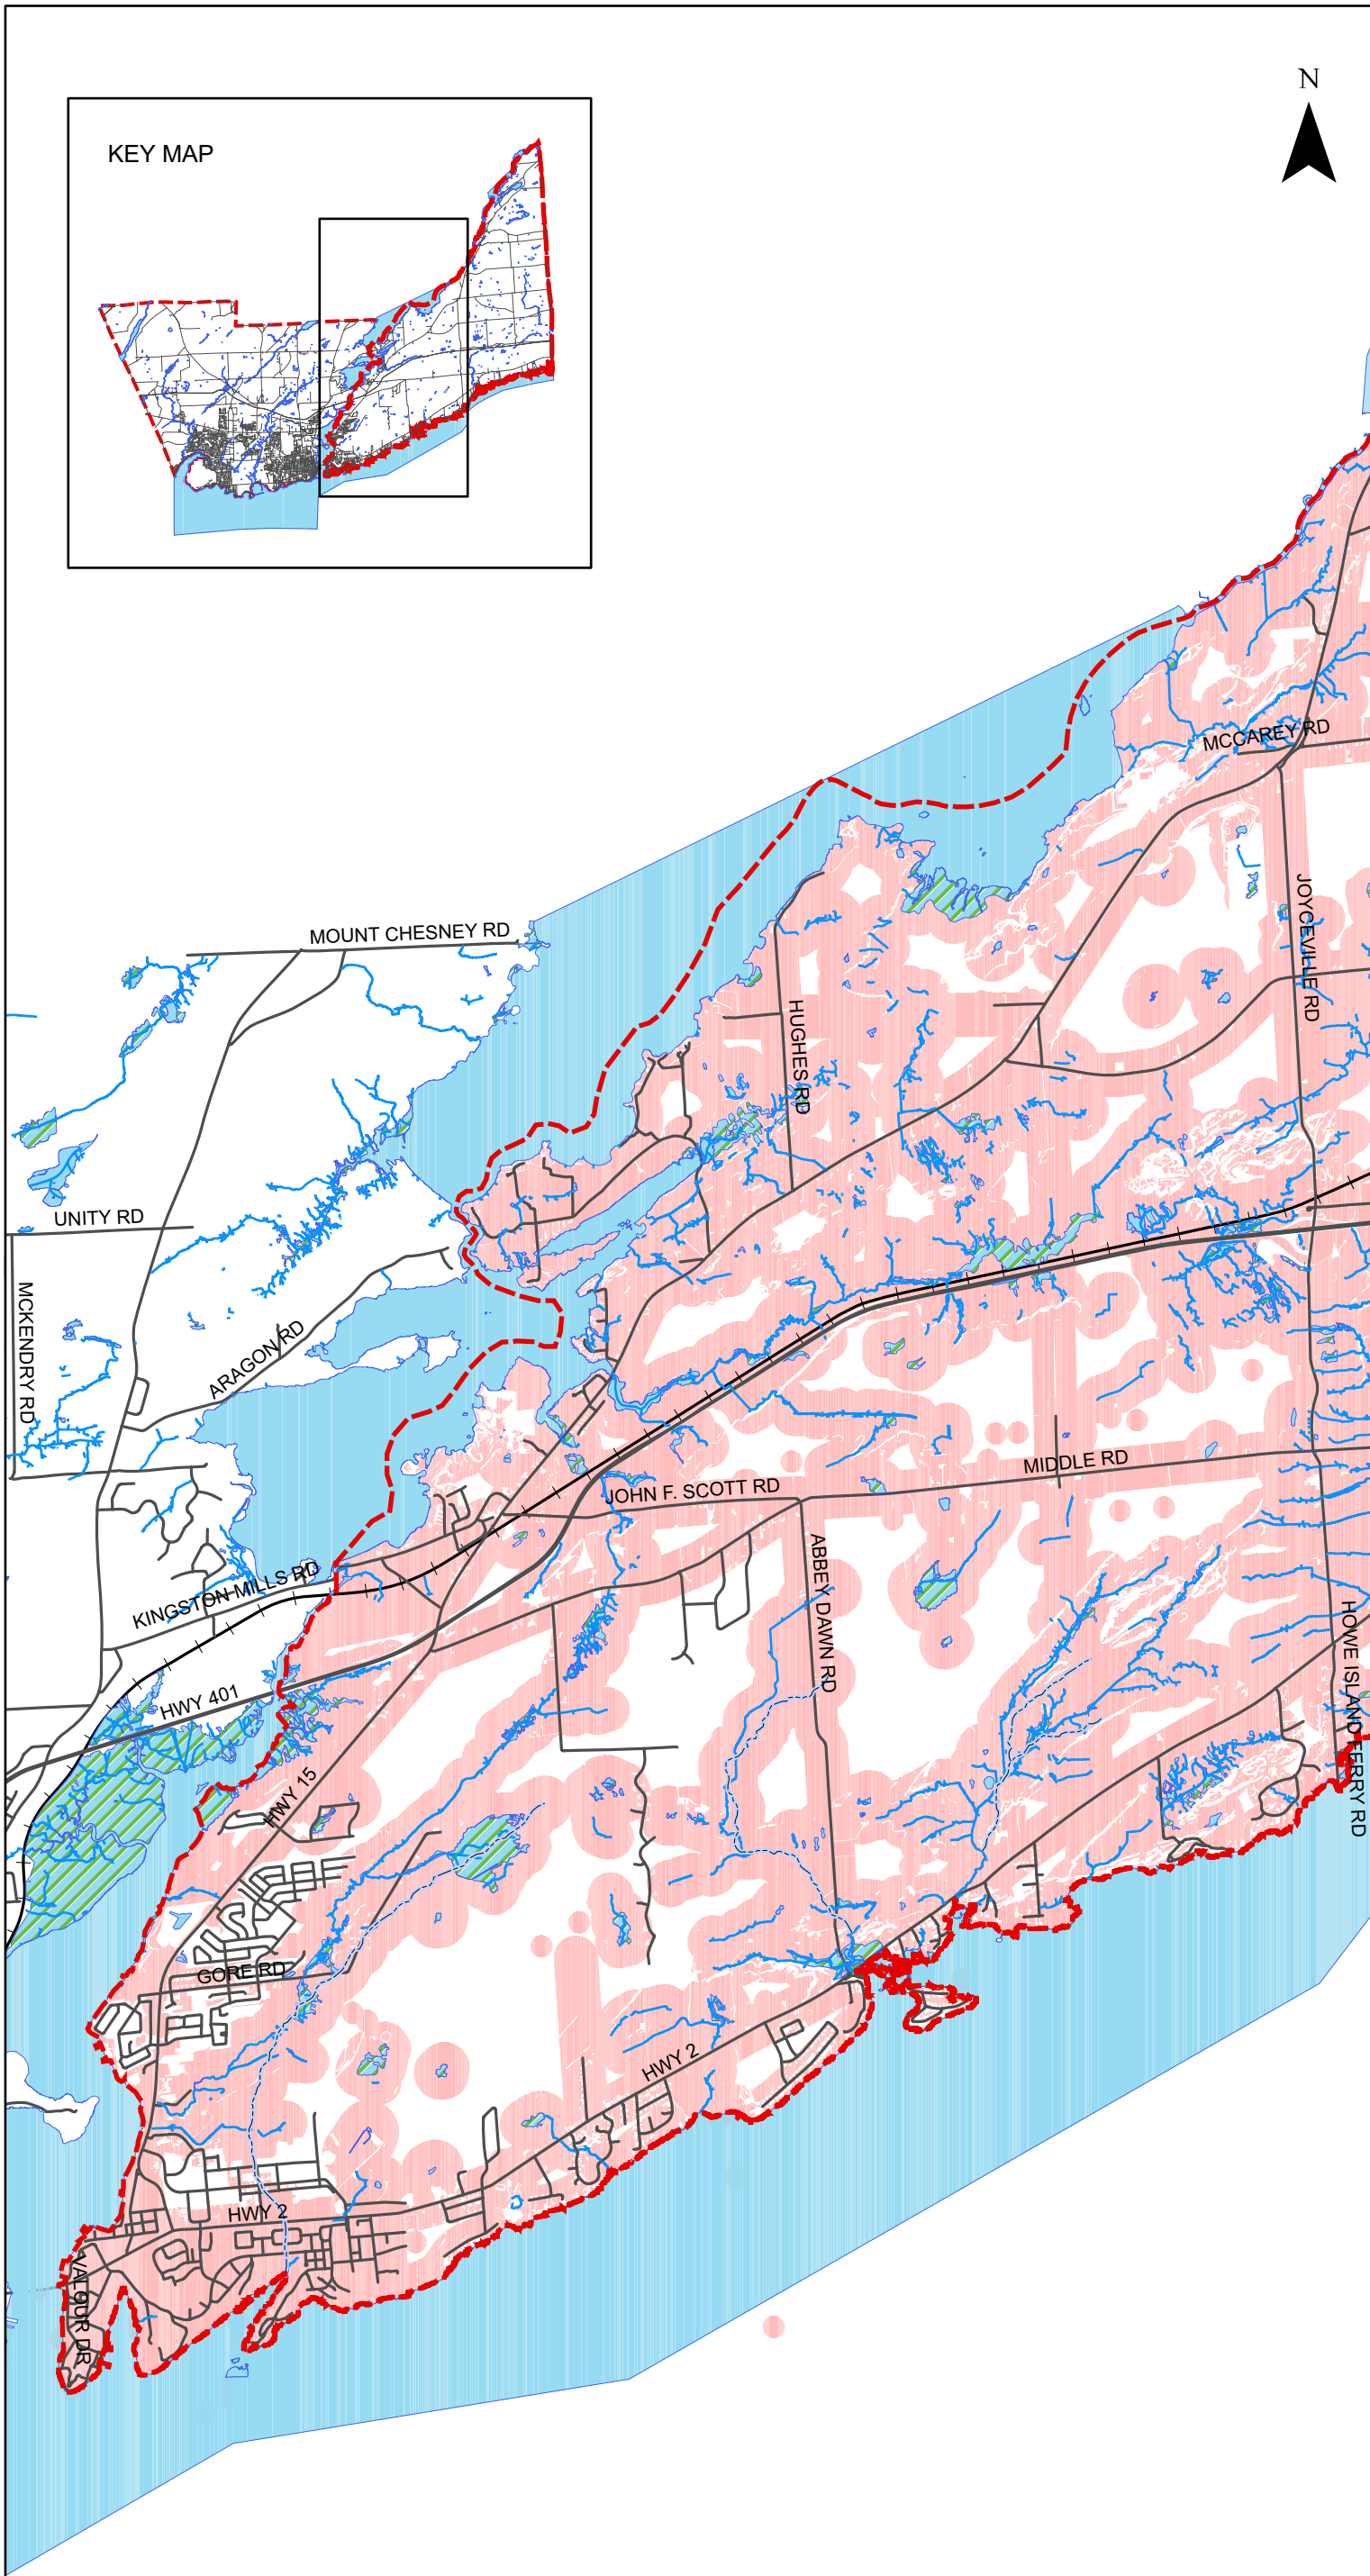 N
KEY MAP
MCCAREY RD
JOYCEVILLE RD
MOUNT CHESNEY RD
HUGHES RD
UNITY RD
MCKENDRY RD
ARAGON RD
MIDDLE RD
JOHN F. SCOTT RD
ABBEY DAWN RD
KINGSTON MILLS RD
HOWE ISLAND FERRY RD
HWY 401
HWY 15
GORE RD
HWY 2
HWY 2
VALOUR DR